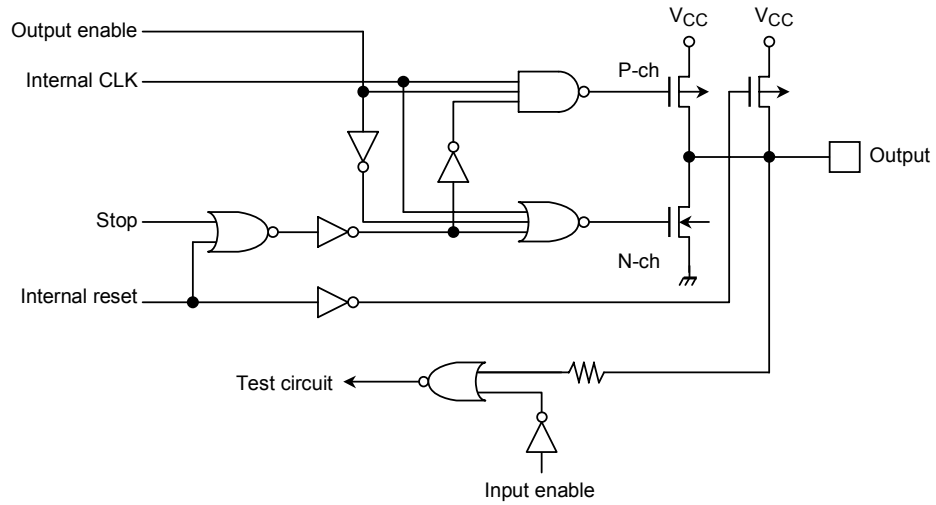 Output enable
Internal CLK
Stop
Internal reset
P-ch
VCC
VCC
Output
N-ch
Test circuit
Input enable